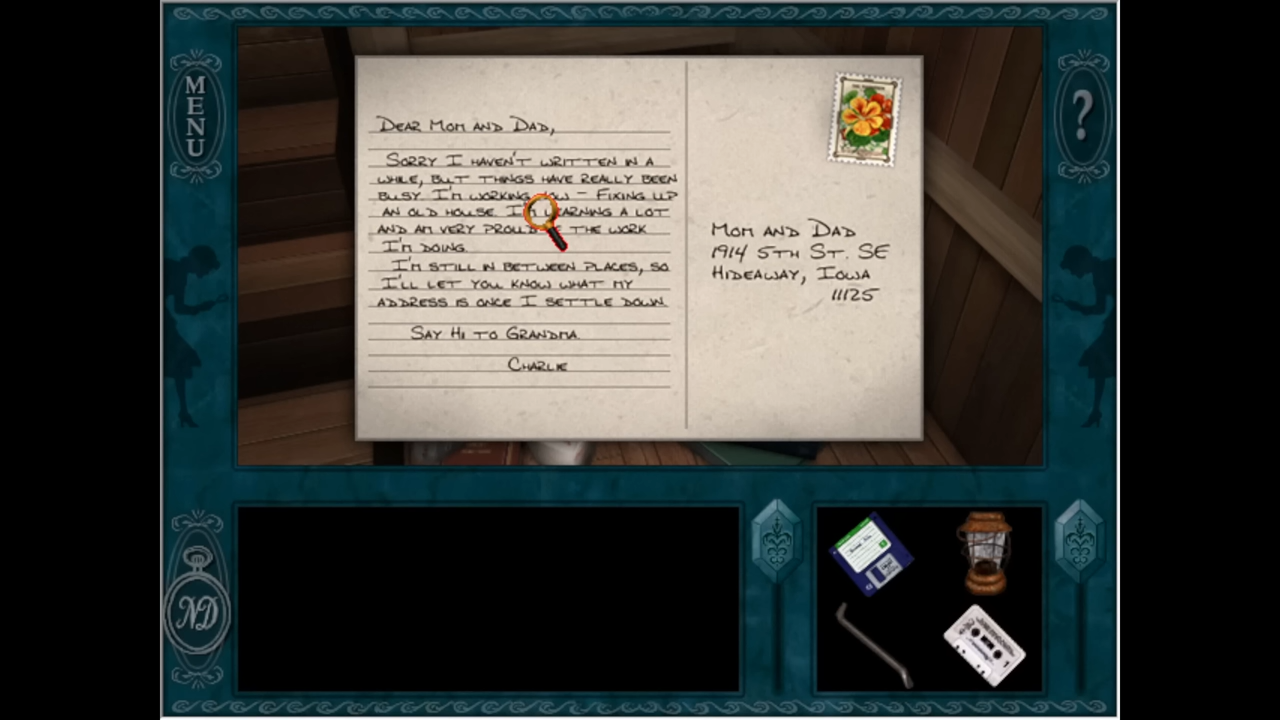 MENU
?
DEAR MOM AND DAD,
SORRY I HAVEN'T WRITTEN IN A
WHILE, BUT THINGS HAVE REALLY BEEN
BUSY. I'M WORKING NOW - FIXING UP
AN OLD HOUSE. I'M LEARNING A LOT
AND AM VERY PROUD OF THE WORK
I'M DOING.
I'M STILL IN BETWEEN PLACES, SO
I'LL LET YOU KNOW WHAT MY
ADDRESS IS ONCE I SETTLE DOWN.
SAY HI TO GRANDMA.
CHARLIE
MOM AND DAD
1914 5TH ST. SE
HIDEAWAY, IOWA
11125
ND